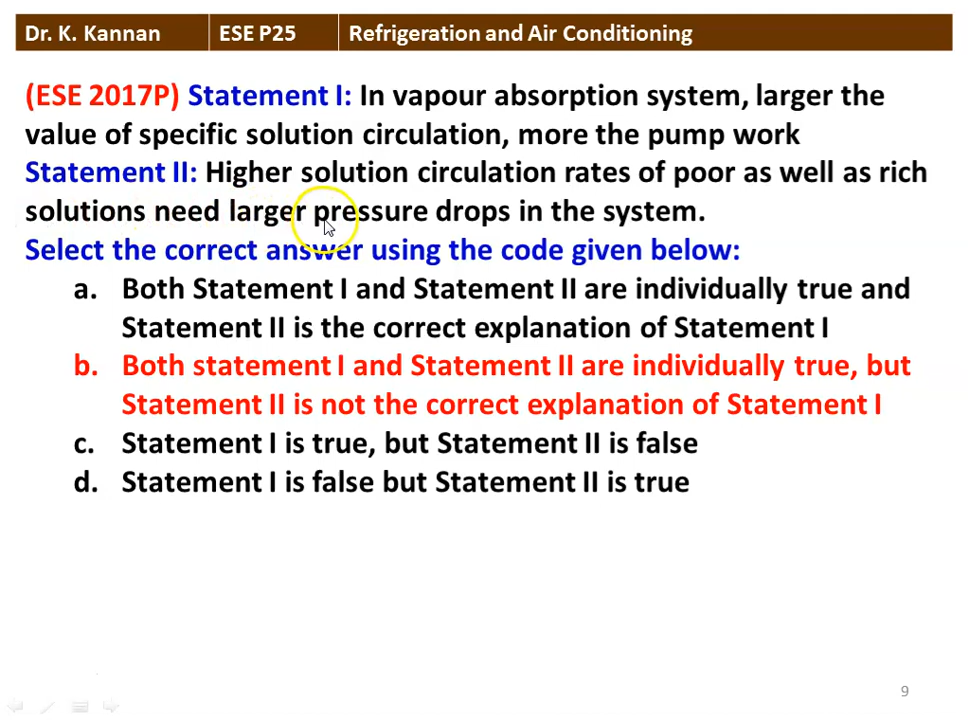 Dr. K. Kannan ESE P25 Refrigeration and Air Conditioning
(ESE 2017P) Statement I: In vapour absorption system, larger the
value of specific solution circulation, more the pump work
Statement II: Higher solution circulation rates of poor as well as rich
solutions need larger pressure drops in the system.
Select the correct answer using the code given below:
a. Both Statement I and Statement II are individually true and
Statement II is the correct explanation of Statement I
b. Both statement I and Statement II are individually true, but
Statement II is not the correct explanation of Statement I
c. Statement I is true, but Statement II is false
d. Statement I is false but Statement II is true
9